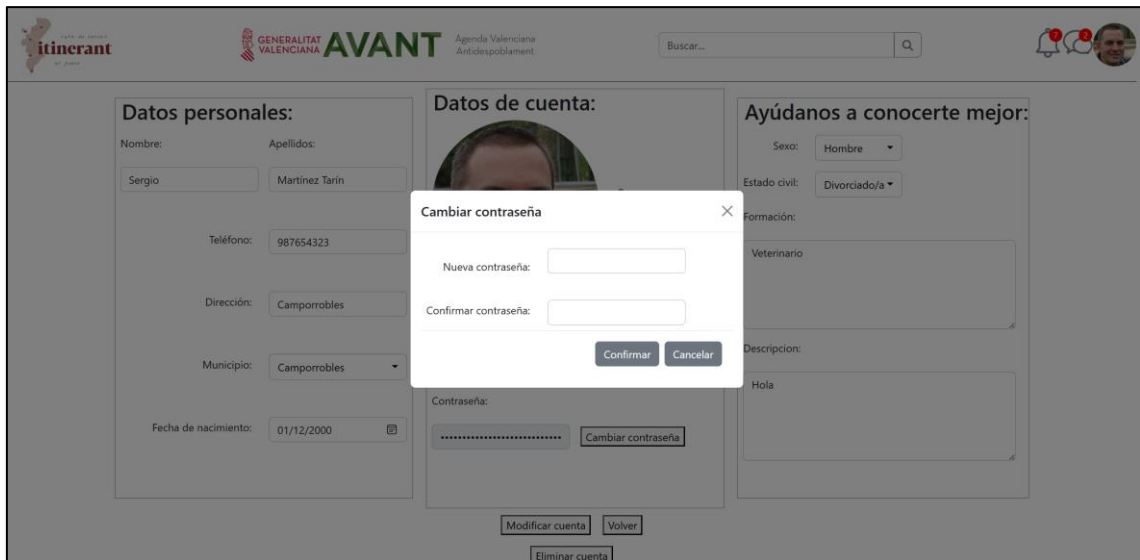 itinerant
GENERALITAT
VALENCIANA
AVANT
Agenda Valenciana
Antidespoblament
Buscar...
7
2
Datos personales:
Nombre:
Apellidos:
Sergio
Martínez Tarín
Teléfono:
987654323
Dirección:
Camporrobles
Municipio:
Camporrobles
Fecha de nacimiento:
01/12/2000
Datos de cuenta:
Cambiar contraseña
Nueva contraseña:
Confirmar contraseña:
Confirmar
Cancelar
Contraseña:
Cambiar contraseña
Ayúdanos a conocerte mejor:
Sexo:
Hombre
Estado civil:
Divorciado/a
Formación:
Veterinario
Descripcion:
Hola
Modificar cuenta
Volver
Eliminar cuenta